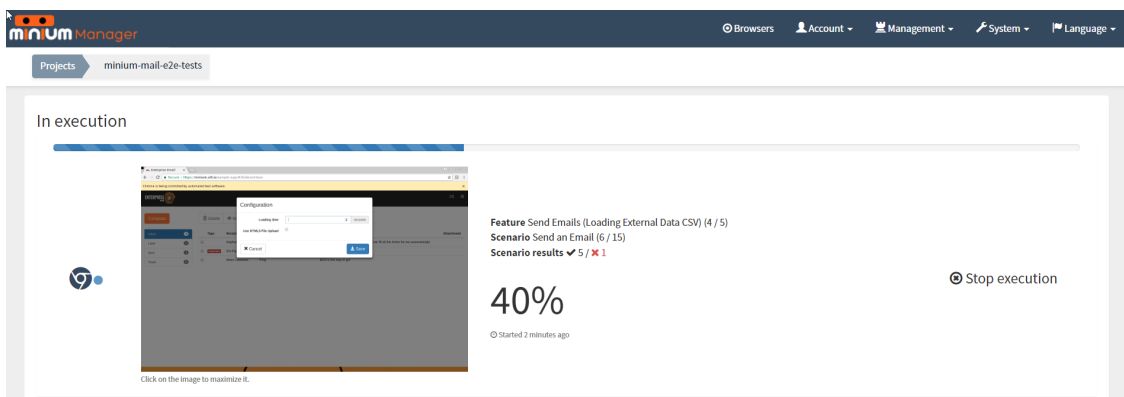 minium Manager
Browsers Account Management System Language
Projects minium-mail-e2e-tests
In execution
Configuration
Loading time
seconds
Use HTML5 File Upload
Cancel Save
Feature Send Emails (Loading External Data CSV) (4 / 5)
Scenario Send an Email (6 / 15)
Scenario results ✔ 5 / ✖ 1
40%
Started 2 minutes ago
Stop execution
Click on the image to maximize it.